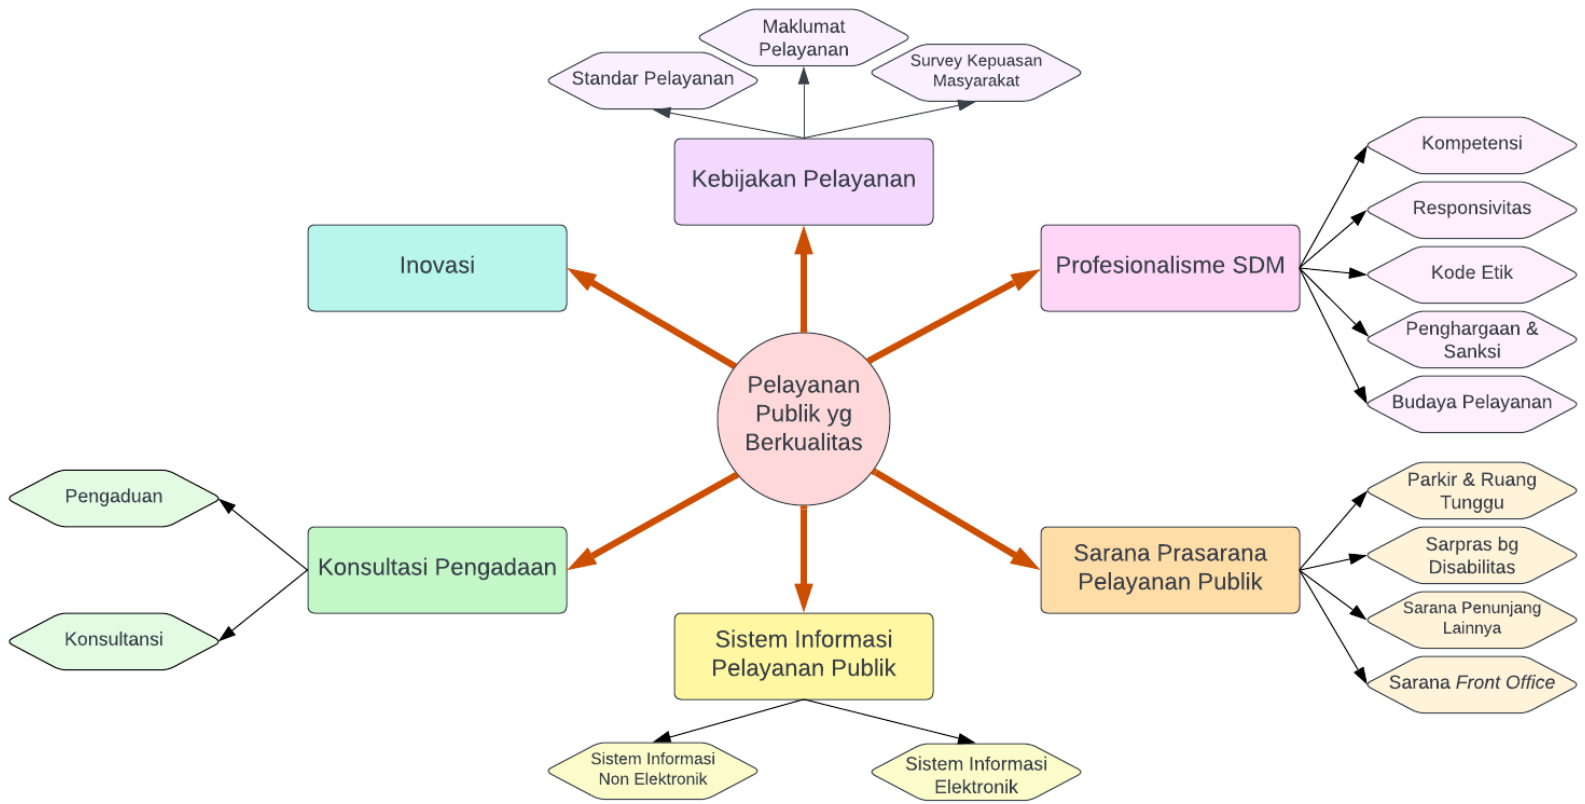 Maklumat
Pelayanan
Standar Pelayanan
Survey Kepuasan
Masyarakat
Kebijakan Pelayanan
Inovasi
Profesionalisme SDM
Kompetensi
Responsivitas
Kode Etik
Penghargaan &
Sanksi
Budaya Pelayanan
Pelayanan
Publik yg
Berkualitas
Pengaduan
Konsultansi
Konsultasi Pengadaan
Sistem Informasi
Pelayanan Publik
Sistem Informasi
Non Elektronik
Sistem Informasi
Elektronik
Sarana Prasarana
Pelayanan Publik
Parkir & Ruang
Tunggu
Sarpras bg
Disabilitas
Sarana Penunjang
Lainnya
Sarana Front Office